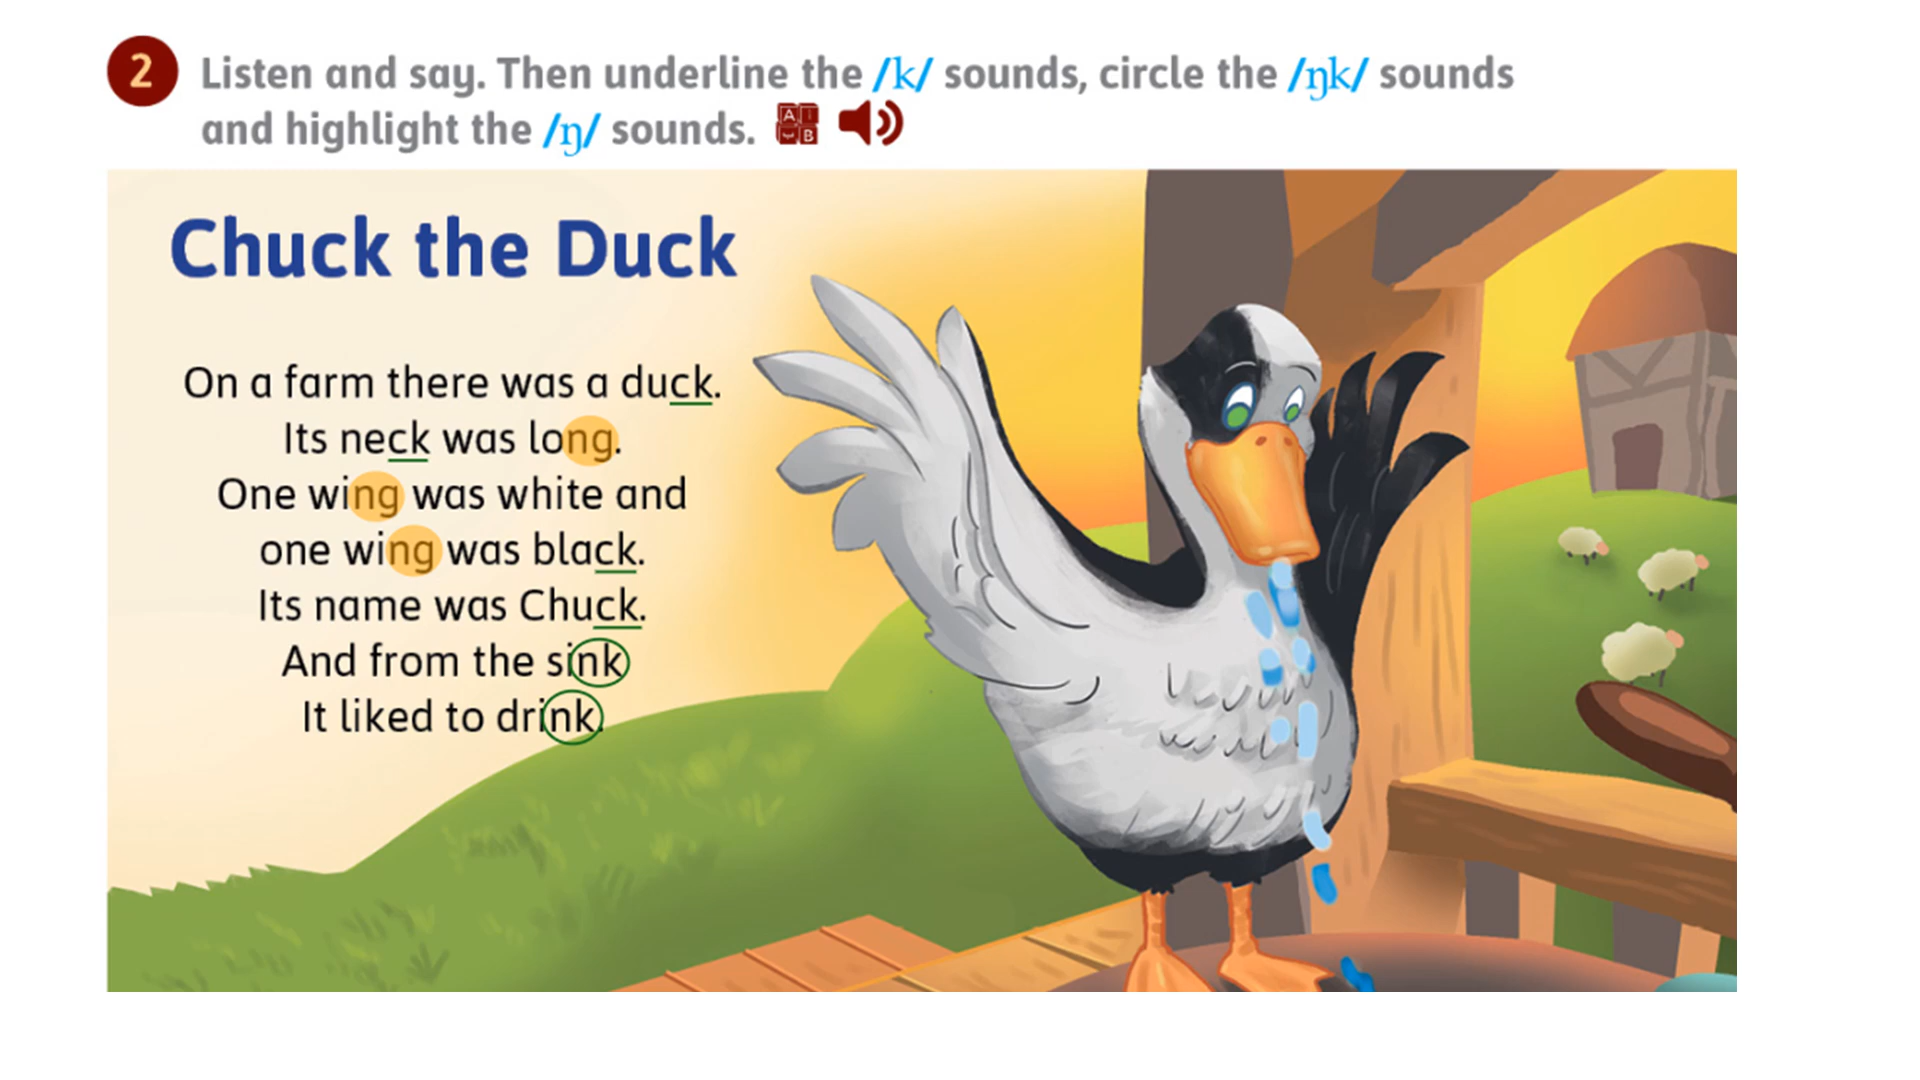 2 Listen and say. Then underline the /k/ sounds, circle the /ŋk/ sounds
and highlight the /ŋ/ sounds.
A B
Chuck the Duck
On a farm there was a duck.
Its neck was long.
One wing was white and
one wing was black.
Its name was Chuck.
And from the sink
It liked to drink.